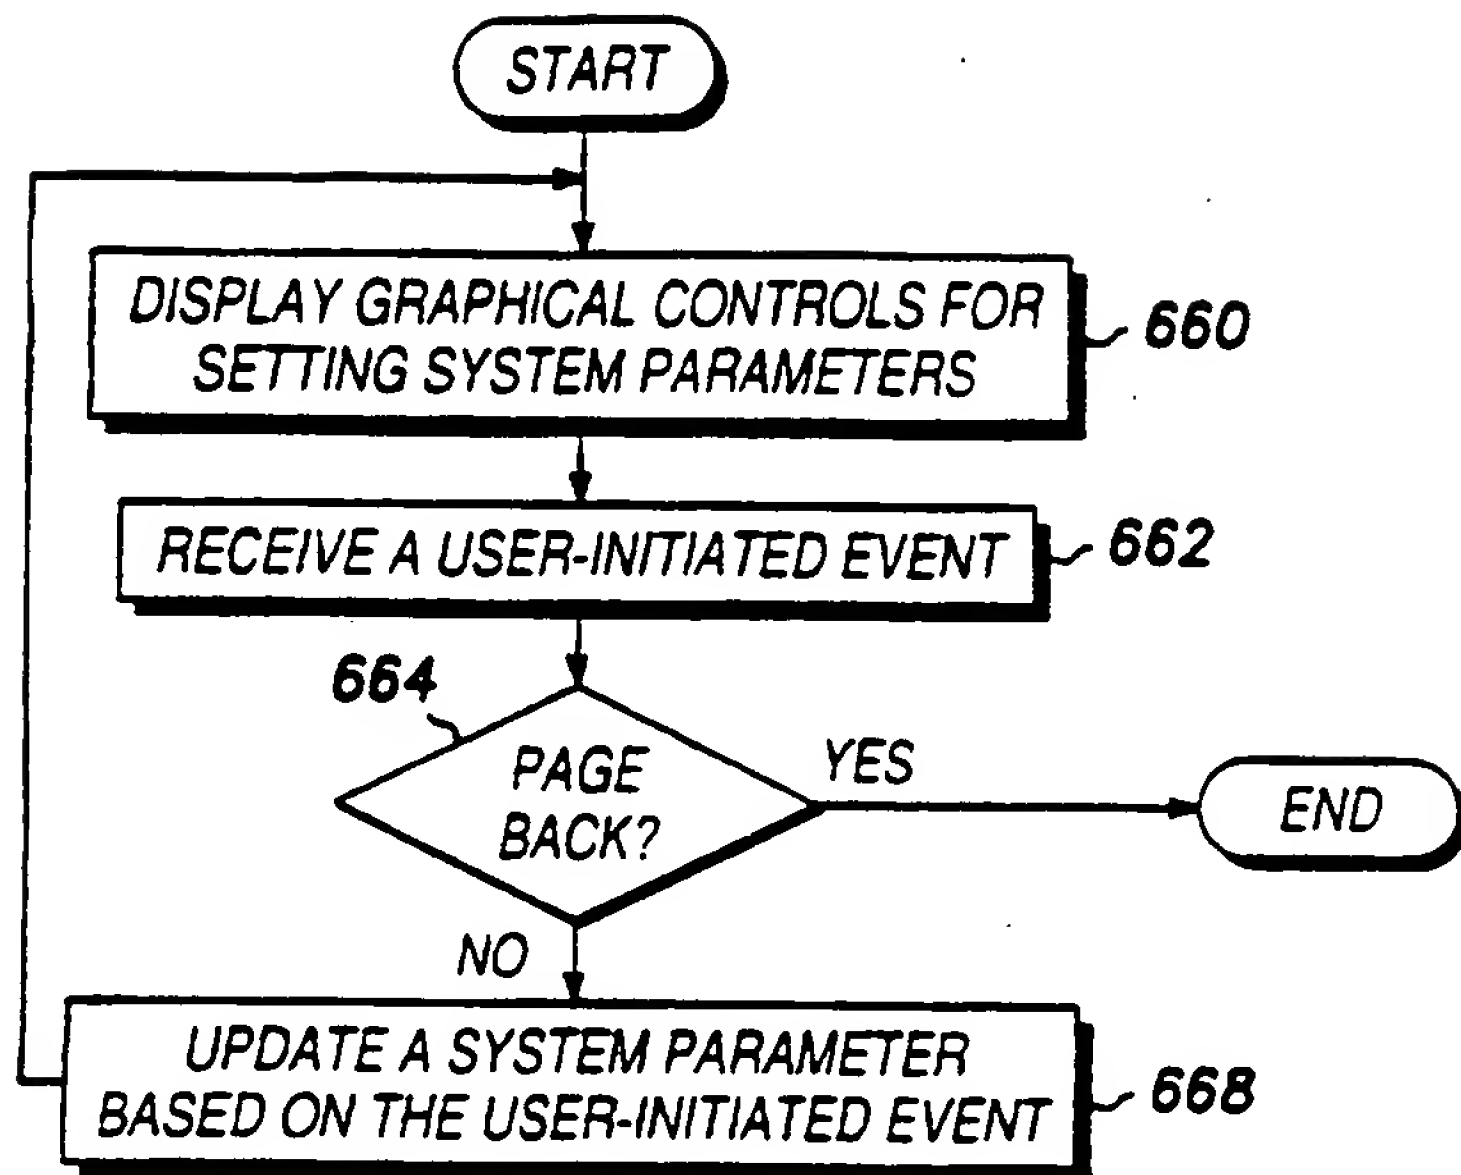 START
DISPLAY GRAPHICAL CONTROLS FOR
SETTING SYSTEM PARAMETERS
660
RECEIVE A USER-INITIATED EVENT
662
664
PAGE
BACK?
YES
END
NO
UPDATE A SYSTEM PARAMETER
BASED ON THE USER-INITIATED EVENT
668